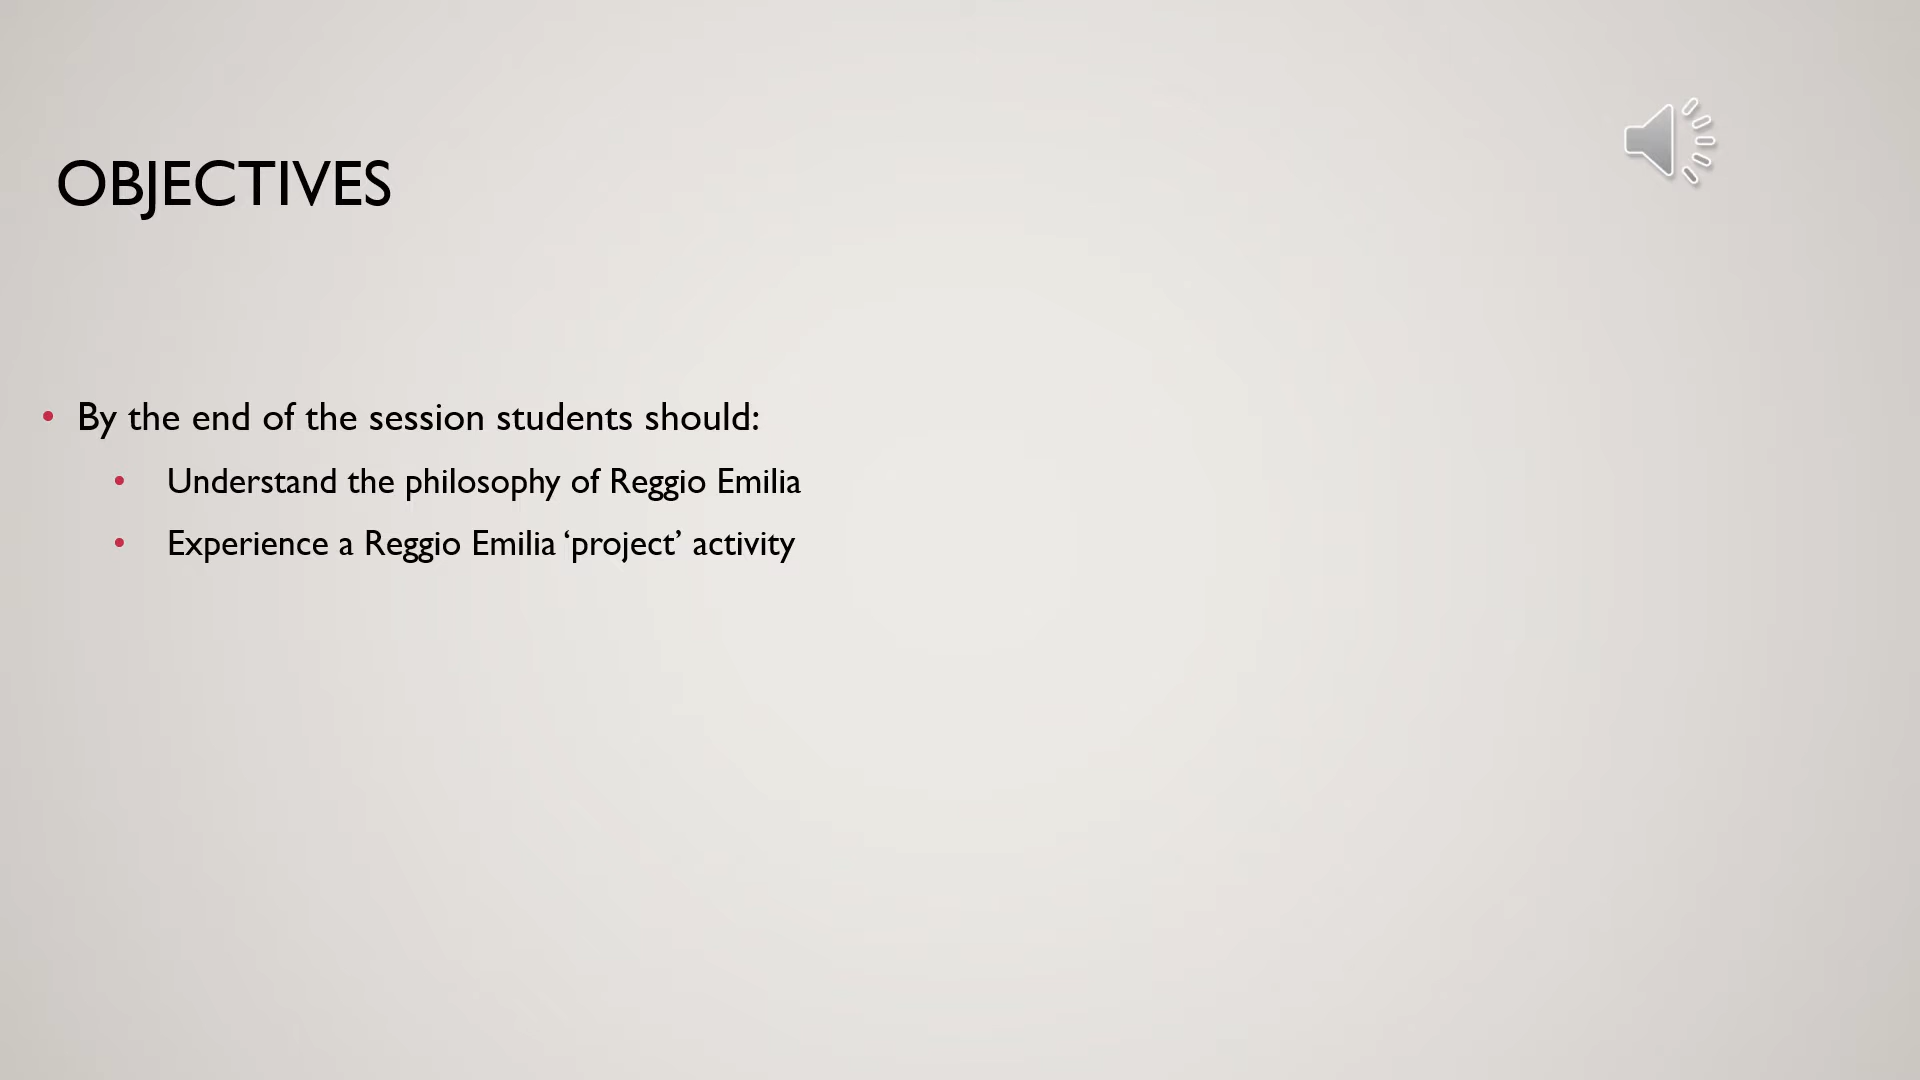 OBJECTIVES
• By the end of the session students should:
• Understand the philosophy of Reggio Emilia
• Experience a Reggio Emilia ‘project’ activity